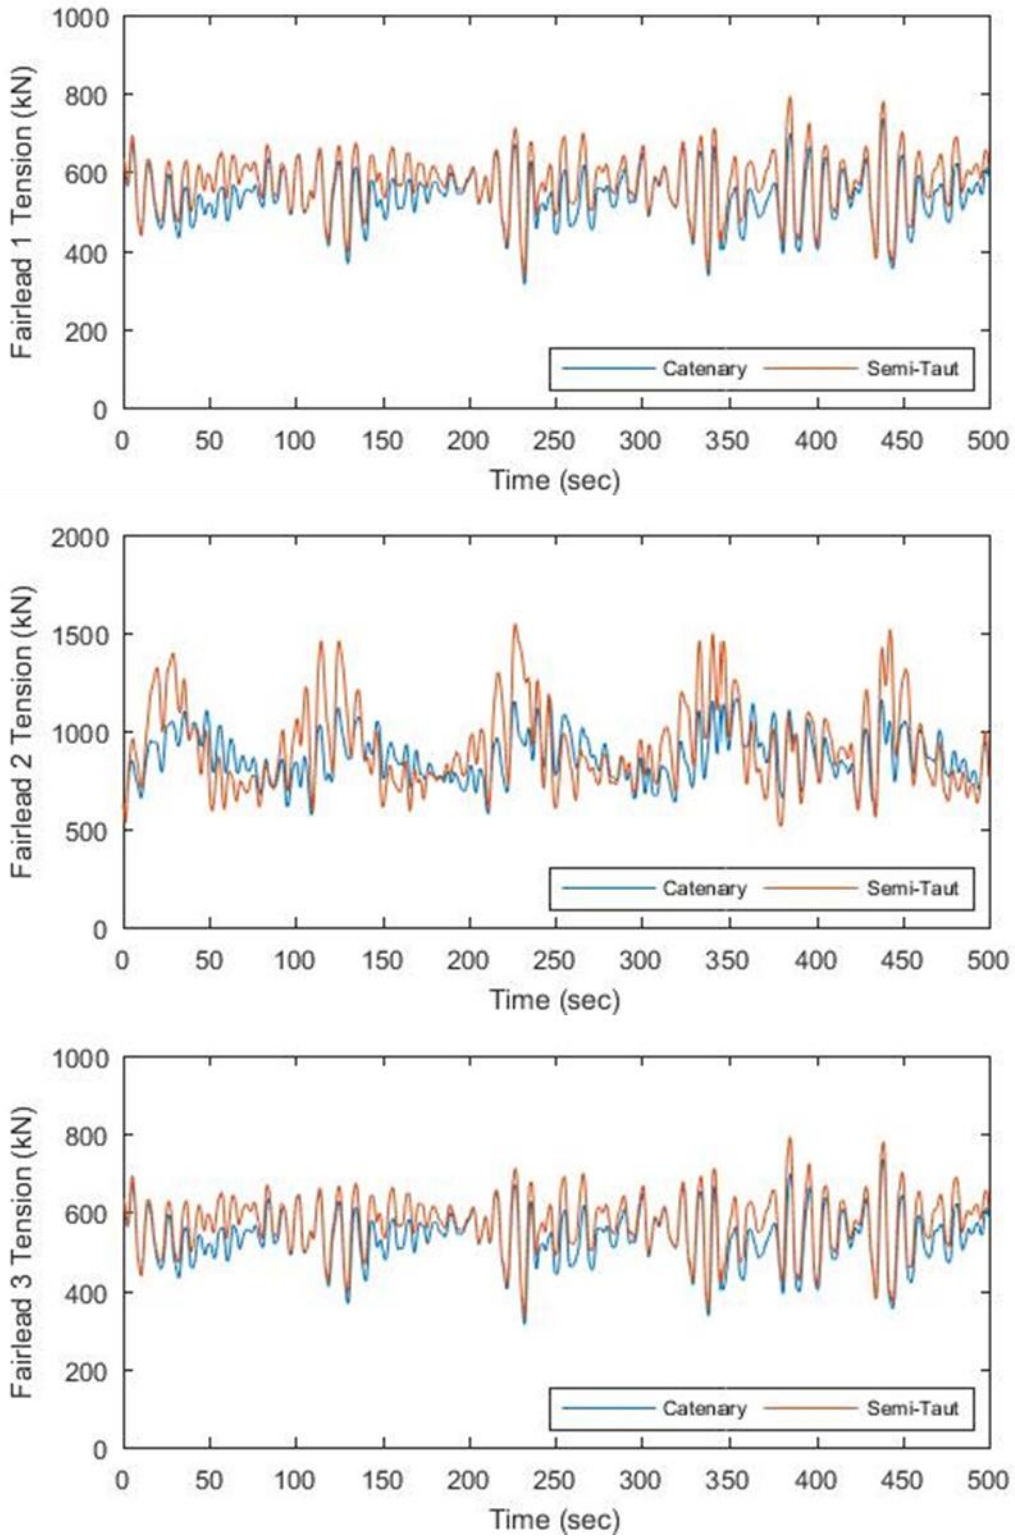 1000
800
600
400
200
0
Fairlead 1 Tension (kN)
Catenary Semi-Taut
0 50 100 150 200 250 300 350 400 450 500
Time (sec)
2000
1500
1000
500
0
Fairlead 2 Tension (kN)
Catenary Semi-Taut
0 50 100 150 200 250 300 350 400 450 500
Time (sec)
1000
800
600
400
200
0
Fairlead 3 Tension (kN)
Catenary Semi-Taut
0 50 100 150 200 250 300 350 400 450 500
Time (sec)